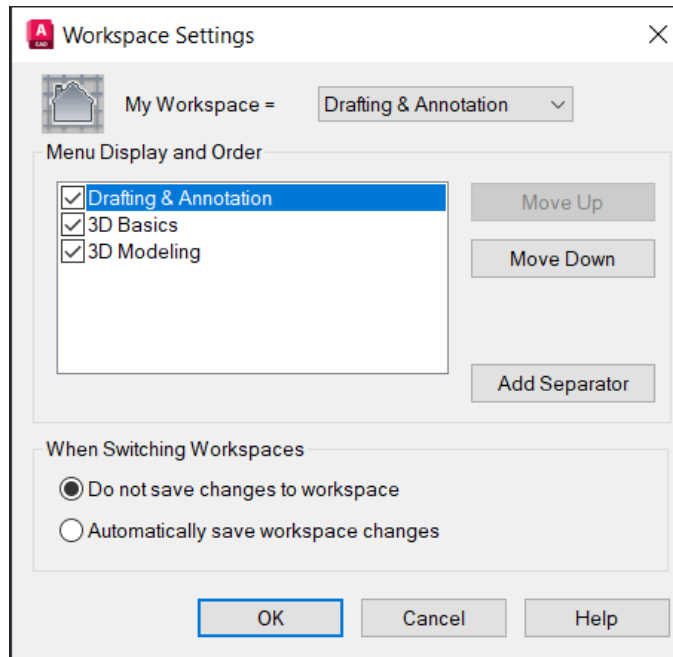 A
CAD
Workspace Settings
My Workspace =
Drafting & Annotation
Menu Display and Order
Drafting & Annotation
3D Basics
3D Modeling
Move Up
Move Down
Add Separator
When Switching Workspaces
Do not save changes to workspace
Automatically save workspace changes
OK
Cancel
Help